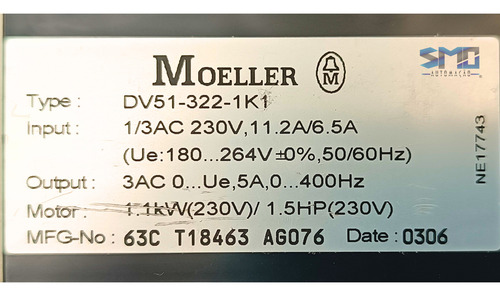 MOELLER
M
SMO
AUTOMAÇÃO
Type : DV51-322-1K1
Input : 1/3AC 230V,11.2A/6.5A
(Ue:180...264V±0%,50/60Hz)
Output : 3AC 0...Ue,5A,0...400Hz
Motor : 1.1kW(230V)/ 1.5HP(230V)
MFG-No : 63C T18463 AG076 Date : 0306
NE17743